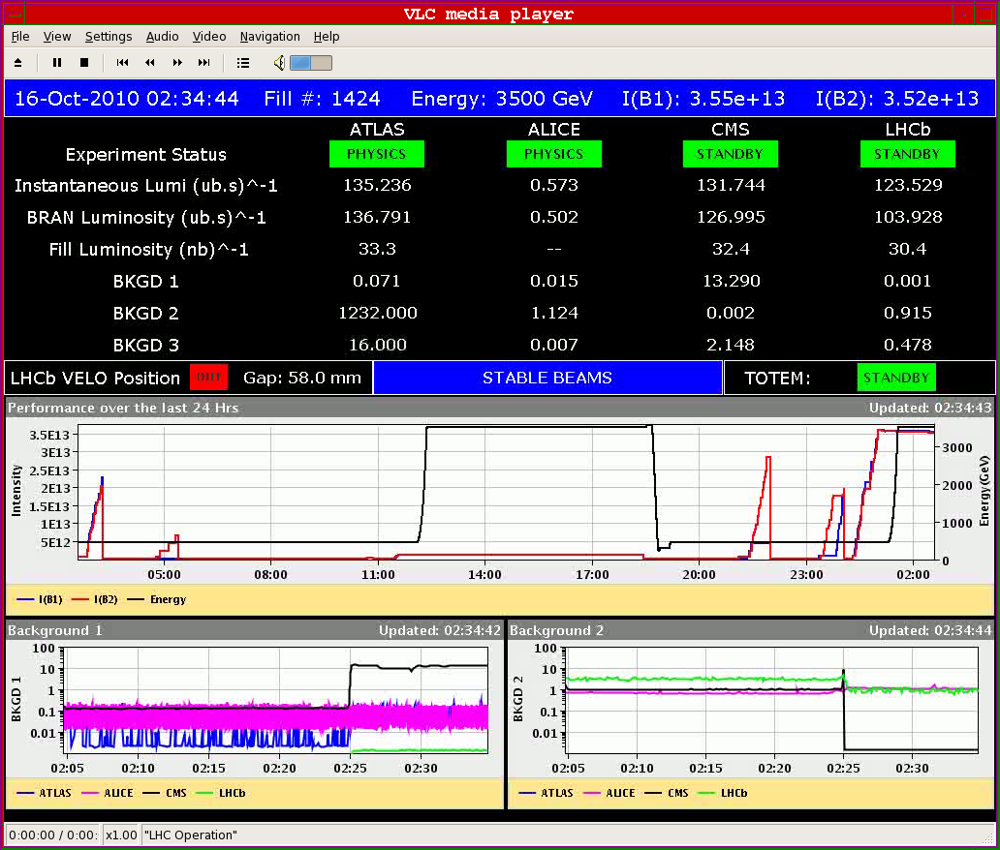 VLC media player
File View Settings Audio Video Navigation Help
16-Oct-2010 02:34:44 Fill #: 1424 Energy: 3500 GeV I(B1): 3.55e+13 I(B2): 3.52e+13
ATLAS ALICE CMS LHCb
Experiment Status PHYSICS PHYSICS STANDBY STANDBY
Instantaneous Lumi (ub.s)^-1 135.236 0.573 131.744 123.529
BRAN Luminosity (ub.s)^-1 136.791 0.502 126.995 103.928
Fill Luminosity (nb)^-1 33.3 -- 32.4 30.4
BKGD 1 0.071 0.015 13.290 0.001
BKGD 2 1232.000 1.124 0.002 0.915
BKGD 3 16.000 0.007 2.148 0.478
LHCb VELO Position OUT Gap: 58.0 mm STABLE BEAMS TOTEM: STANDBY
Performance over the last 24 Hrs Updated: 02:34:43
Intensity
3.5E13
3E13
2.5E13
2E13
1.5E13
1E13
5E12
3000
2000
1000
0
Energy(GeV)
05:00 08:00 11:00 14:00 17:00 20:00 23:00 02:00
I(B1) I(B2) Energy
Background 1 Updated: 02:34:42
BKGD 1
100
10
1
0.1
0.01
02:05 02:10 02:15 02:20 02:25 02:30
ATLAS ALICE CMS LHCb
Background 2 Updated: 02:34:44
BKGD 2
100
10
1
0.1
0.01
02:05 02:10 02:15 02:20 02:25 02:30
ATLAS ALICE CMS LHCb
0:00:00 / 0:00: x1.00 "LHC Operation"